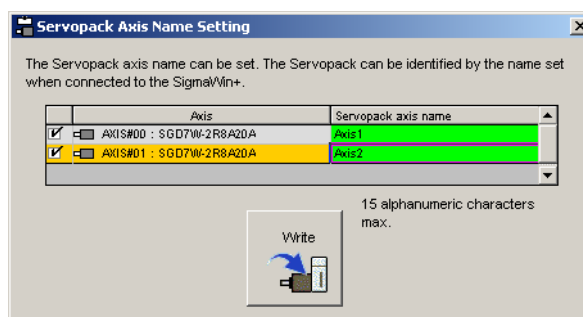 Servopack Axis Name Setting
The Servopack axis name can be set. The Servopack can be identified by the name set
when connected to the SigmaWin+.
Axis Servopack axis name
AXIS#00 : SGD7W-2R8A20A Axis1
AXIS#01 : SGD7W-2R8A20A Axis2
15 alphanumeric characters
max.
Write